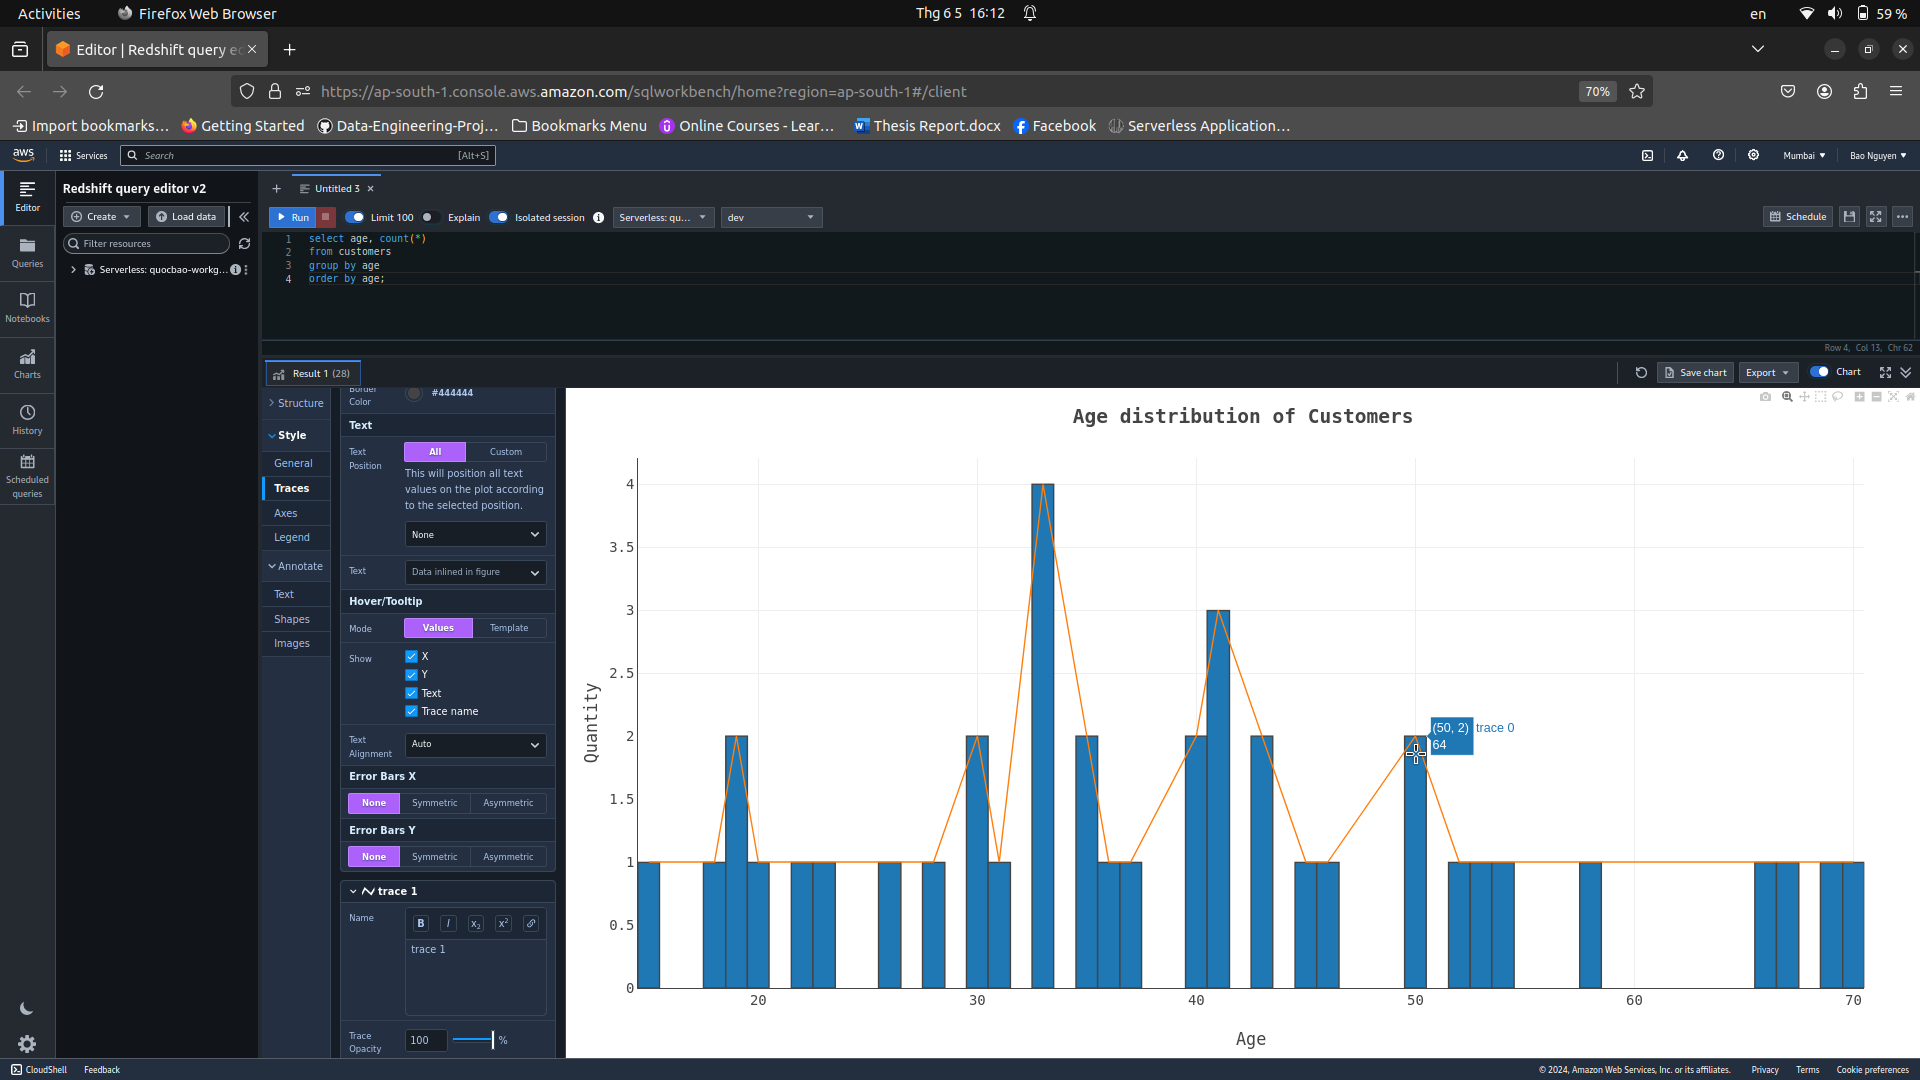 Activities
Firefox Web Browser
Thg 6 5 16:12
en
59 %
Editor | Redshift query e
https://ap-south-1.console.aws.amazon.com/sqlworkbench/home?region=ap-south-1#/client
70%
Import bookmarks...
Getting Started
Data-Engineering-Proj...
Bookmarks Menu
Online Courses - Lear...
Thesis Report.docx
Facebook
Serverless Application...
aws
Services
Search
[Alt+S]
Mumbai
Bao Nguyen
Editor
Queries
Notebooks
Charts
History
Scheduled
queries
Redshift query editor v2
Create
Load data
Filter resources
Serverless: quocbao-workg...
Untitled 3
Run
Limit 100
Explain
Isolated session
Serverless: qu...
dev
Schedule
1 select age, count(*)
2 from customers
3 group by age
4 order by age;
Row 4, Col 13, Chr 62
Result 1 (28)
Save chart
Export
Chart
Structure
Style
General
Traces
Axes
Legend
Annotate
Text
Shapes
Images
Border
Color
#444444
Text
Text
Position
All
Custom
This will position all text
values on the plot according
to the selected position.
None
Text
Data inlined in figure
Hover/Tooltip
Mode
Values
Template
Show
X
Y
Text
Trace name
Text
Alignment
Auto
Error Bars X
None
Symmetric
Asymmetric
Error Bars Y
None
Symmetric
Asymmetric
trace 1
Name
B
I
x2
x2
trace 1
Trace
Opacity
100
%
Age distribution of Customers
Quantity
4
3.5
3
2.5
2
1.5
1
0.5
0
(50, 2)
64
trace 0
20
30
40
50
60
70
Age
CloudShell
Feedback
© 2024, Amazon Web Services, Inc. or its affiliates.
Privacy
Terms
Cookie preferences